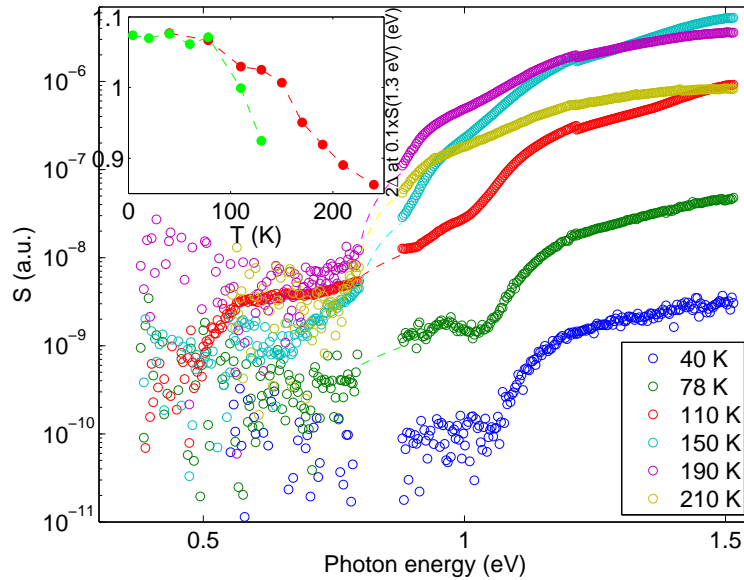 1.1
1
0.9
0
100
200
T (K)
2Δ at 0.1xS(1.3 eV) (eV)
10^-6
10^-7
10^-8
10^-9
10^-10
10^-11
S (a.u.)
0.5
1
1.5
Photon energy (eV)
40 K
78 K
110 K
150 K
190 K
210 K